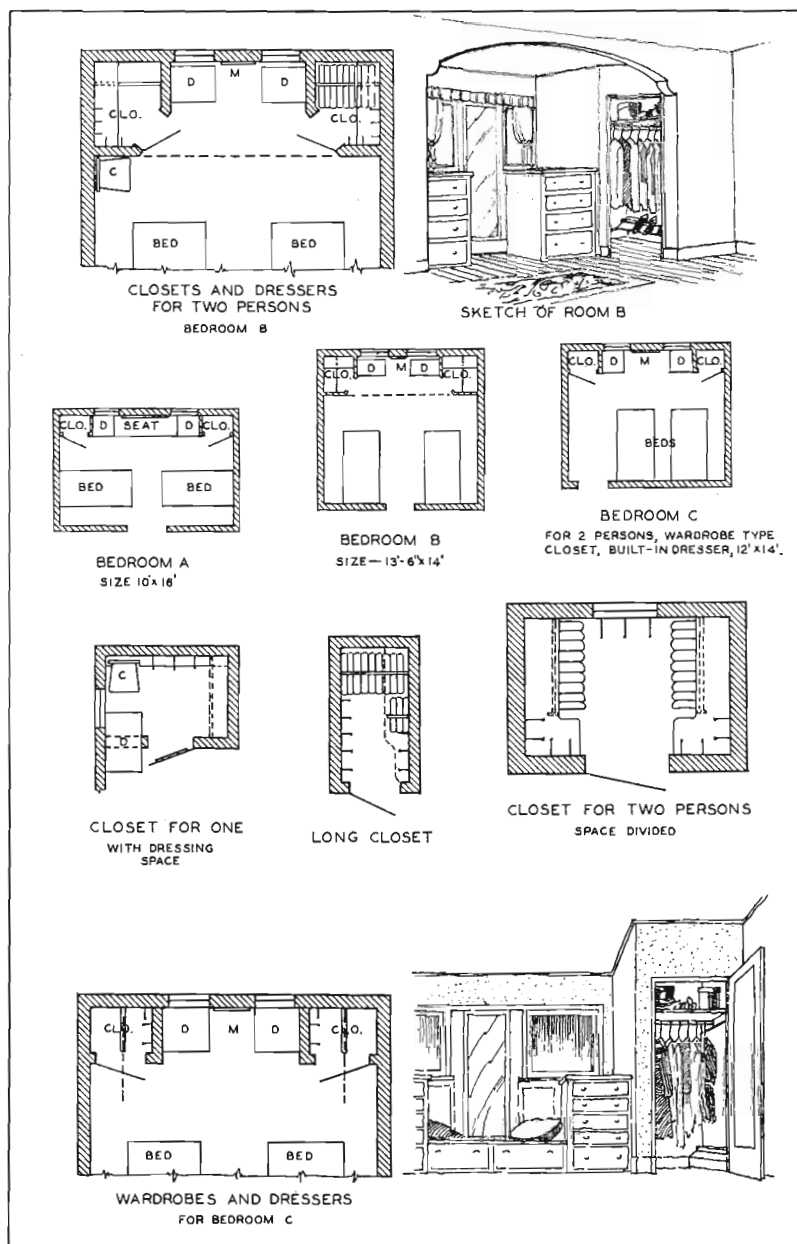 D
M
D
CLO.
CLO.
C
BED
BED
CLOSETS AND DRESSERS
FOR TWO PERSONS
BEDROOM B
SKETCH OF ROOM B
CLO.
D
SEAT
D
CLO.
BED
BED
BEDROOM A
SIZE 10'x16'
CLO.
D
M
D
CLO.
BEDROOM B
SIZE — 13'-6"x14'
CLO.
D
M
D
CLO.
BEDS
BEDROOM C
FOR 2 PERSONS, WARDROBE TYPE
CLOSET, BUILT-IN DRESSER, 12'x14'.
C
D
CLOSET FOR ONE
WITH DRESSING
SPACE
LONG CLOSET
CLOSET FOR TWO PERSONS
SPACE DIVIDED
CLO.
D
M
D
CLO.
BED
BED
WARDROBES AND DRESSERS
FOR BEDROOM C